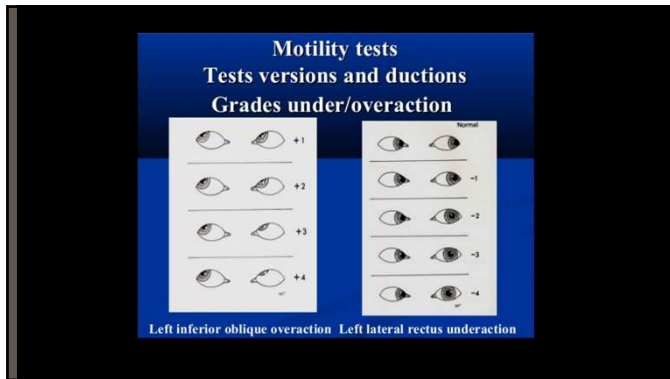 Motility tests
Tests versions and ductions
Grades under/overaction
+1
+2
+3
+4
Normal
-1
-2
-3
-4
Left inferior oblique overaction
Left lateral rectus underaction